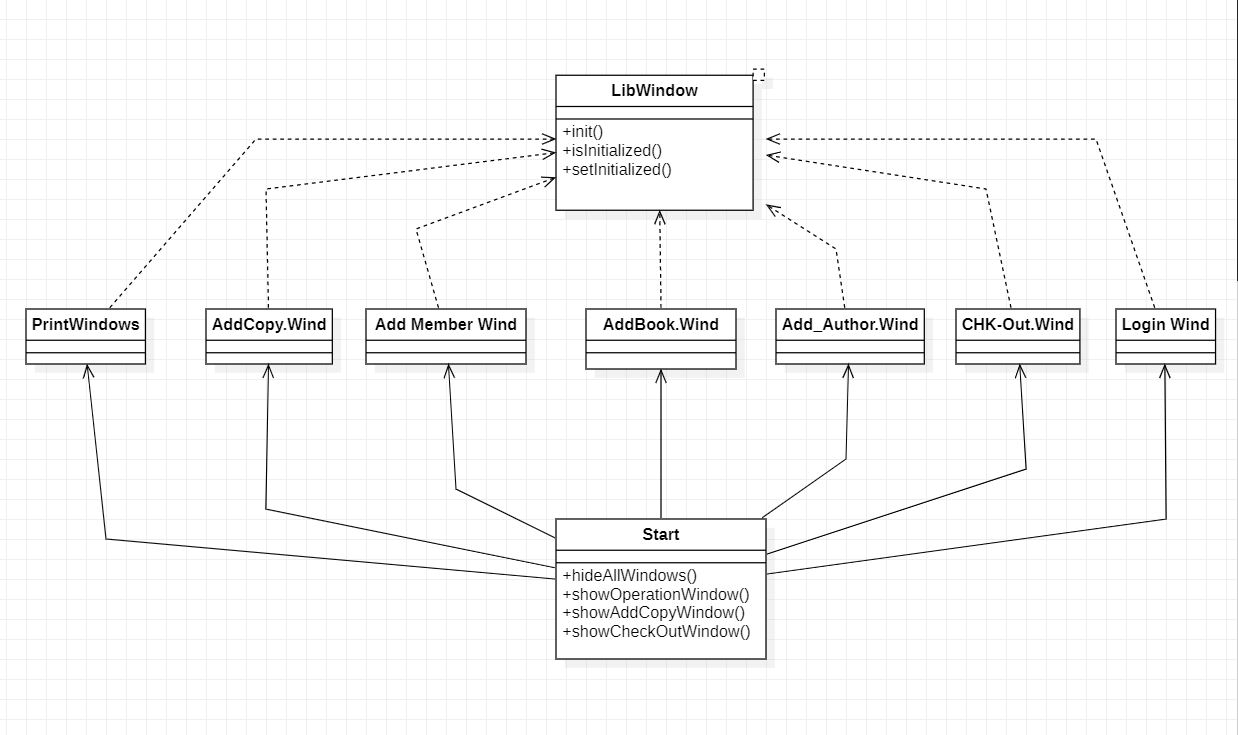 LibWindow
+init()
+isInitialized()
+setInitialized()
PrintWindows
AddCopy.Wind
Add Member Wind
AddBook.Wind
Add_Author.Wind
CHK-Out.Wind
Login Wind
Start
+hideAllWindows()
+showOperationWindow()
+showAddCopyWindow()
+showCheckOutWindow()